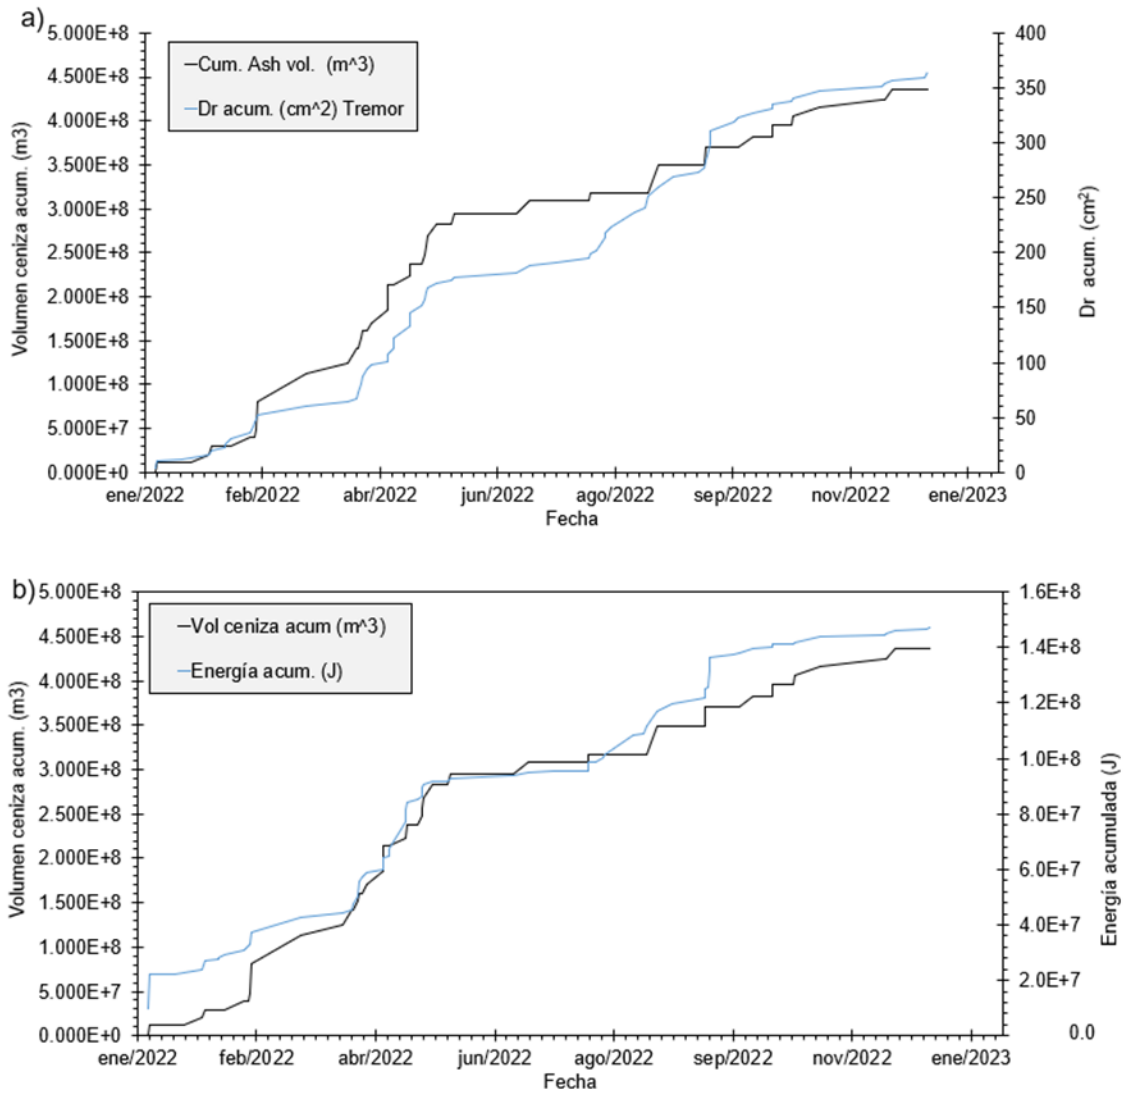 a)
5.000E+8
4.500E+8
4.000E+8
3.500E+8
3.000E+8
2.500E+8
2.000E+8
1.500E+8
1.000E+8
5.000E+7
0.000E+0
Volumen ceniza acum. (m3)
Cum. Ash vol. (m^3)
Dr acum. (cm^2) Tremor
400
350
300
250
200
150
100
50
0
Dr acum. (cm²)
ene/2022 feb/2022 abr/2022 jun/2022 ago/2022 sep/2022 nov/2022 ene/2023
Fecha
b)
5.000E+8
4.500E+8
4.000E+8
3.500E+8
3.000E+8
2.500E+8
2.000E+8
1.500E+8
1.000E+8
5.000E+7
0.000E+0
Volumen ceniza acum. (m3)
Vol ceniza acum (m^3)
Energía acum. (J)
1.6E+8
1.4E+8
1.2E+8
1.0E+8
8.0E+7
6.0E+7
4.0E+7
2.0E+7
0.0
Energía acumulada (J)
ene/2022 feb/2022 abr/2022 jun/2022 ago/2022 sep/2022 nov/2022 ene/2023
Fecha